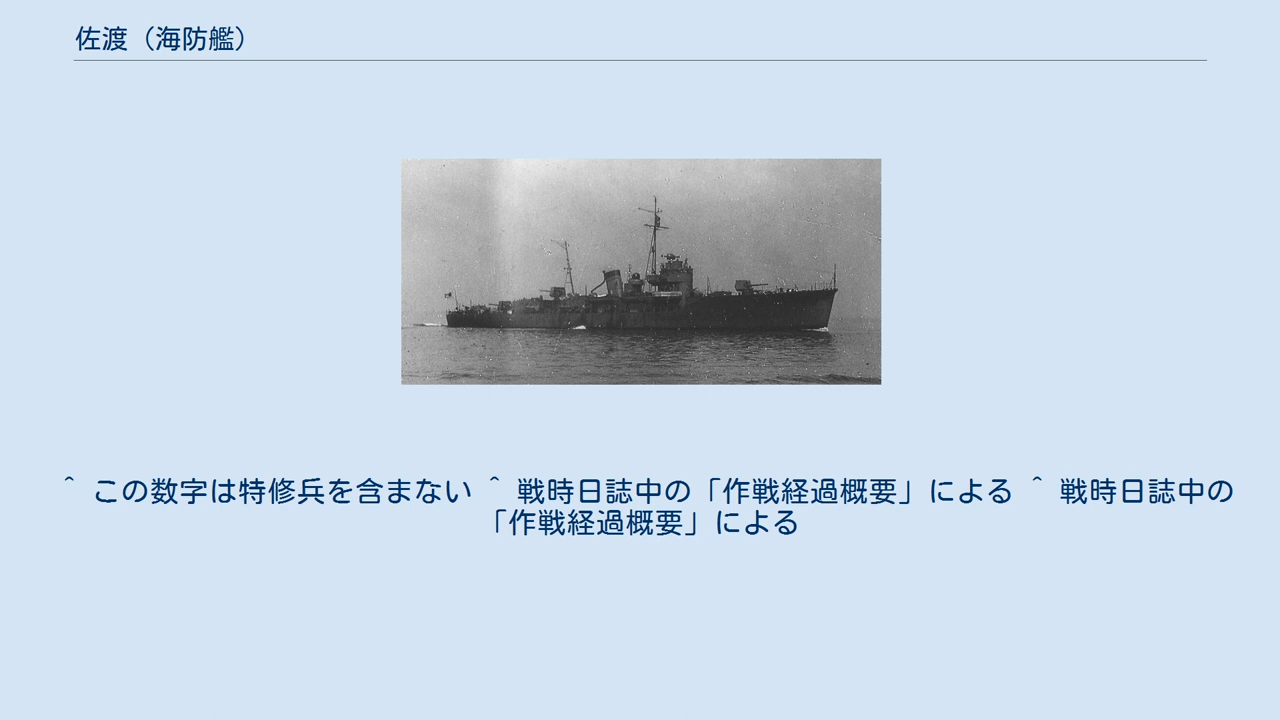 佐渡（海防艦）
^ この数字は特修兵を含まない ^ 戦時日誌中の「作戦経過概要」による ^ 戦時日誌中の
「作戦経過概要」による